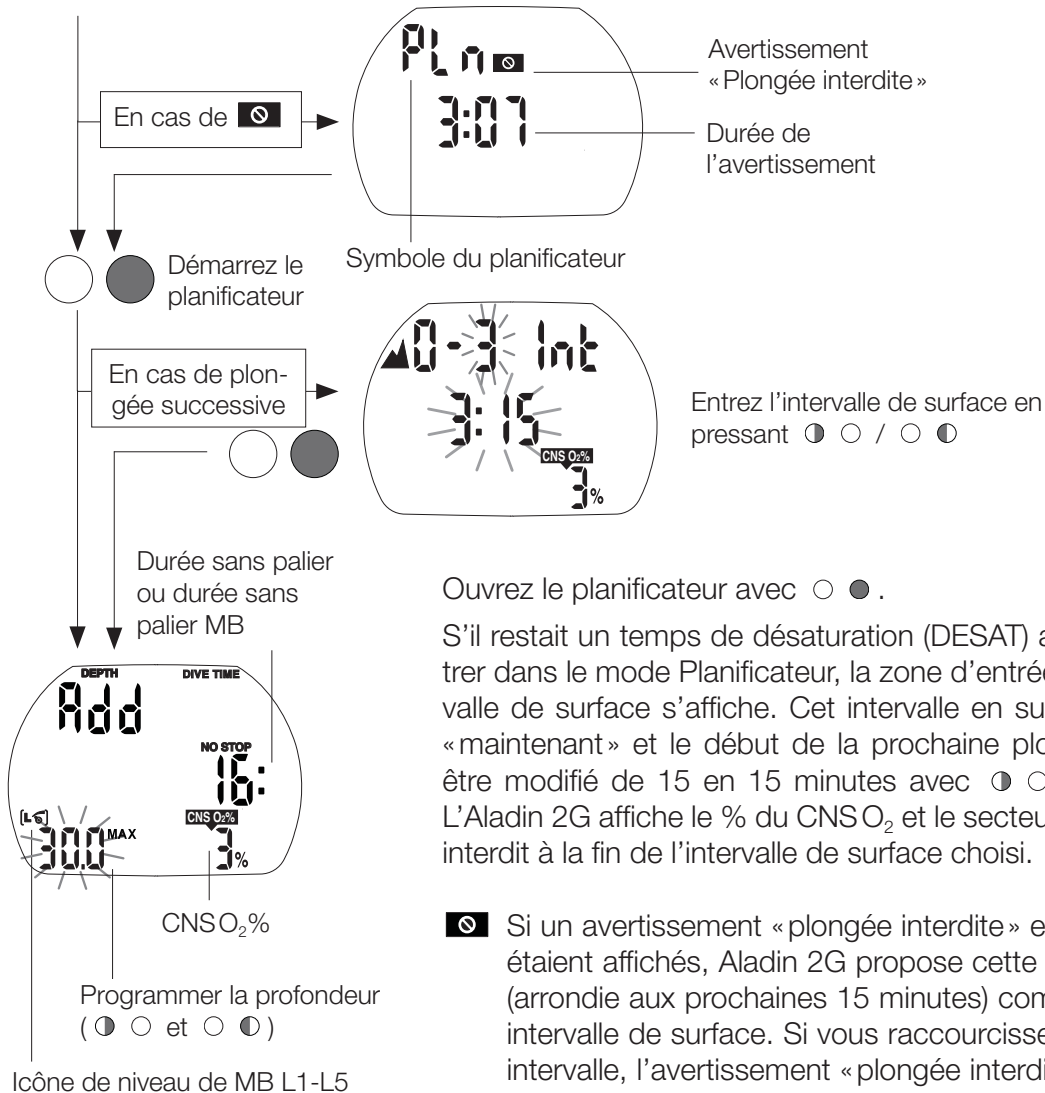 PLn
3:07
Avertissement
«Plongée interdite»
Durée de
l'avertissement
En cas de
Symbole du planificateur
Démarrez le
planificateur
En cas de plon-
gée successive
0-3 Int
3:15
CNS O₂%
3%
Entrez l'intervalle de surface en
pressant /
Durée sans palier
ou durée sans
palier MB
DEPTH DIVE TIME
Add
NO STOP
16:
CNS O₂%
30.0 MAX 3%
CNS O₂%
Programmer la profondeur
( et )
Icône de niveau de MB L1-L5
Ouvrez le planificateur avec .
S'il restait un temps de désaturation (DESAT)
trer dans le mode Planificateur, la zone d'entrée
valle de surface s'affiche. Cet intervalle en
«maintenant» et le début de la prochaine
être modifié de 15 en 15 minutes avec
L'Aladin 2G affiche le % du CNS O₂ et le secteur
interdit à la fin de l'intervalle de surface choisi.
Si un avertissement «plongée interdite»
étaient affichés, Aladin 2G propose cette
(arrondie aux prochaines 15 minutes)
intervalle de surface. Si vous
intervalle, l'avertissement «plongée